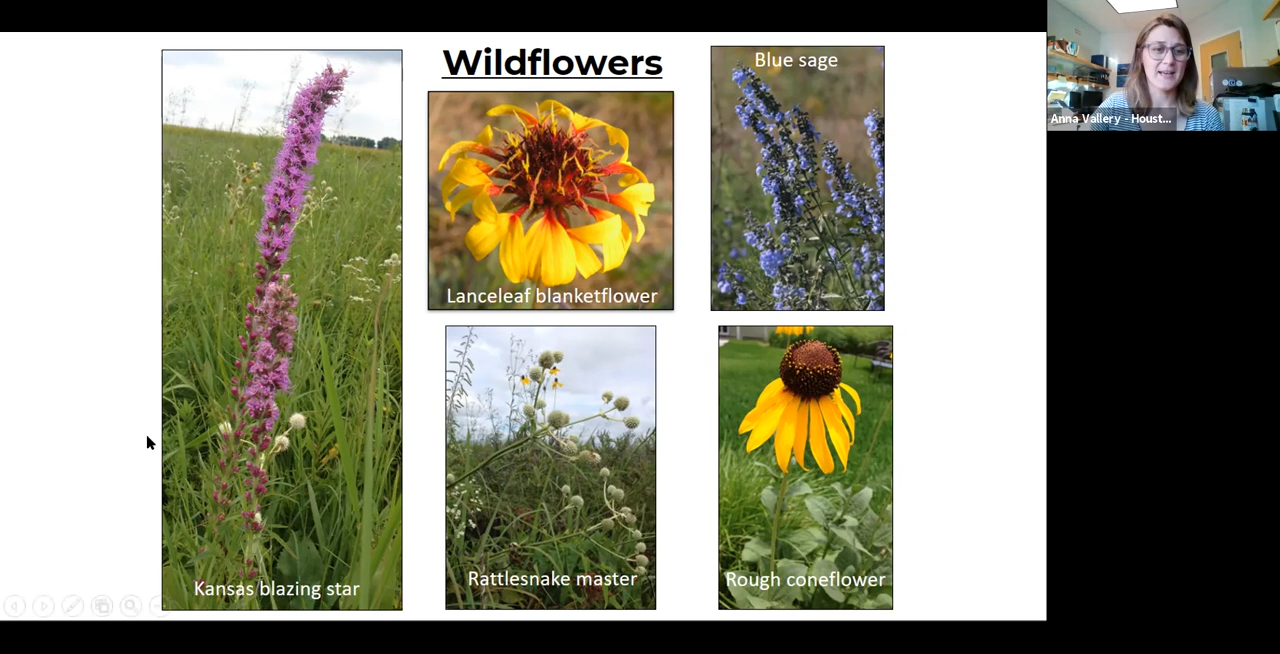 Wildflowers
Blue sage
Lanceleaf blanketflower
Kansas blazing star
Rattlesnake master
Rough coneflower
Anna Vallery - Houst...